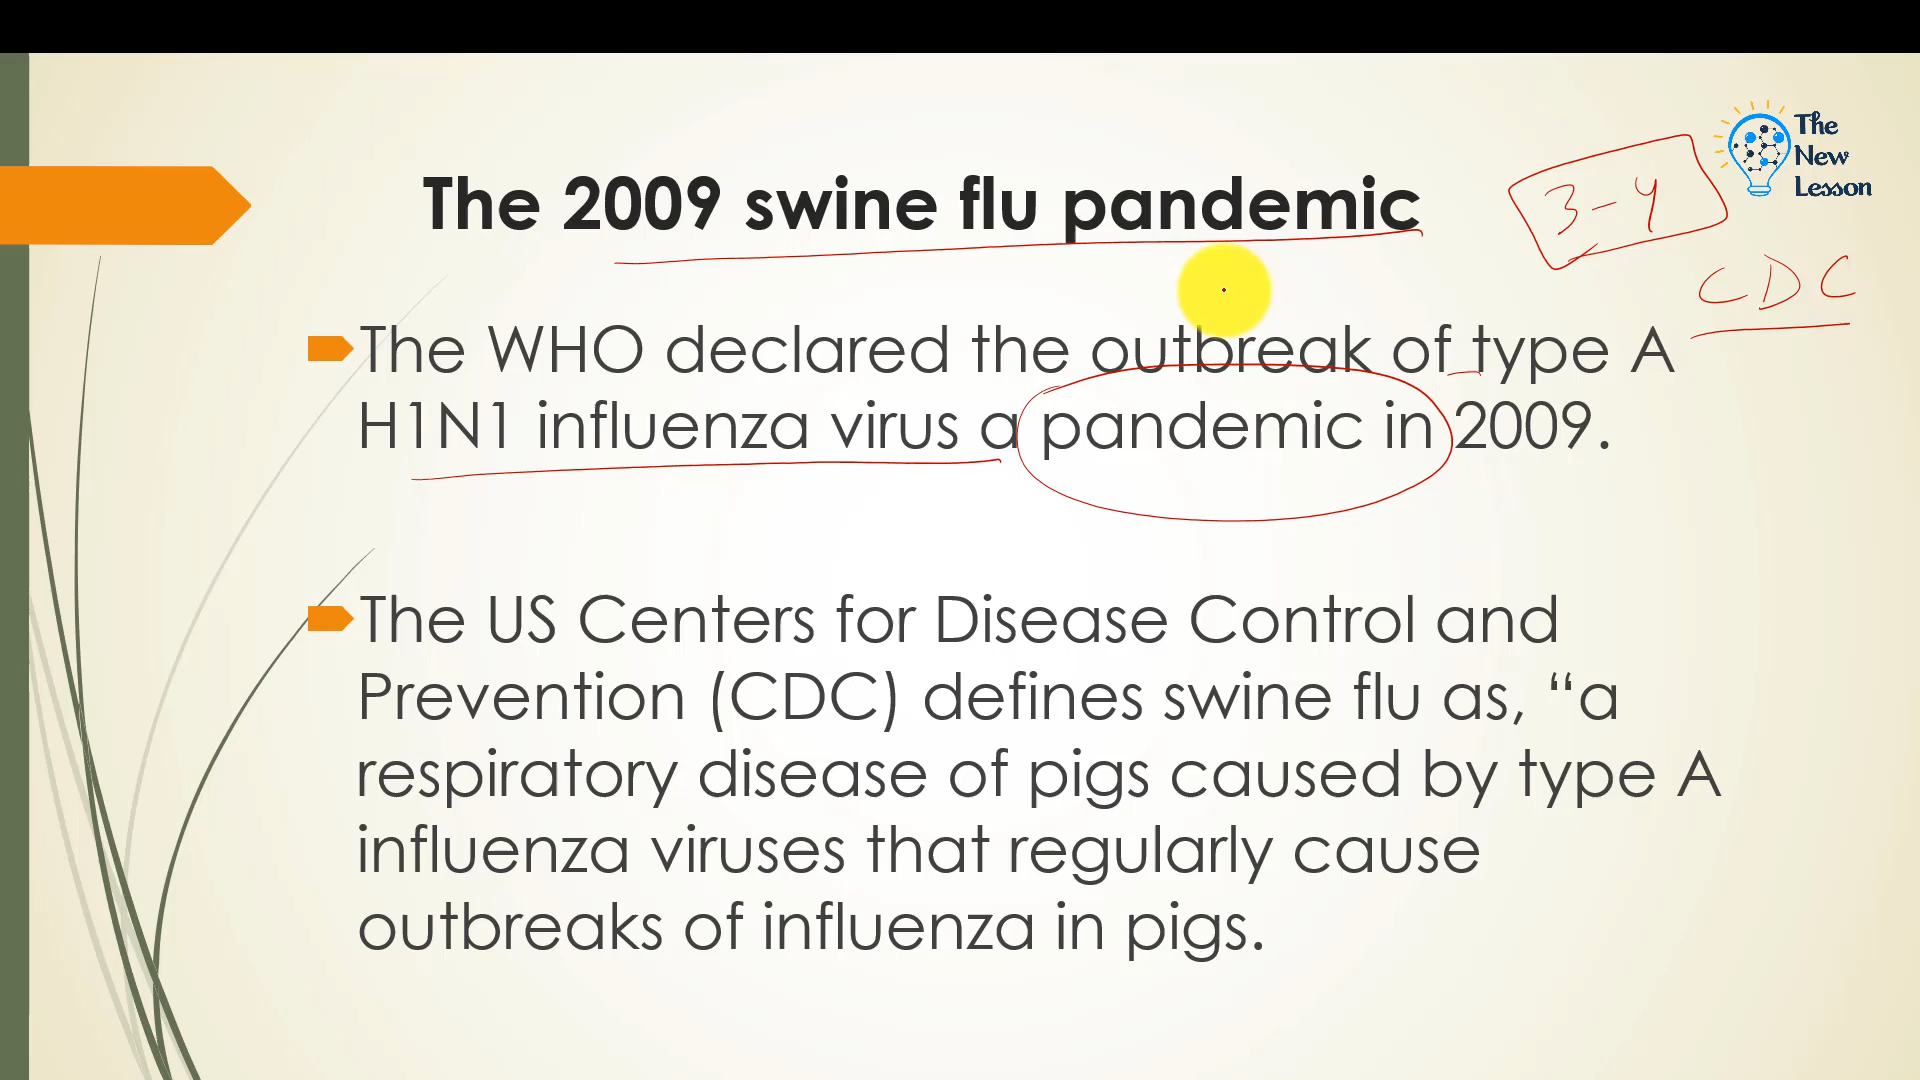 The
New
Lesson
The 2009 swine flu pandemic
3-4
CDC
The WHO declared the outbreak of type A
H1N1 influenza virus a pandemic in 2009.
The US Centers for Disease Control and
Prevention (CDC) defines swine flu as, “a
respiratory disease of pigs caused by type A
influenza viruses that regularly cause
outbreaks of influenza in pigs.